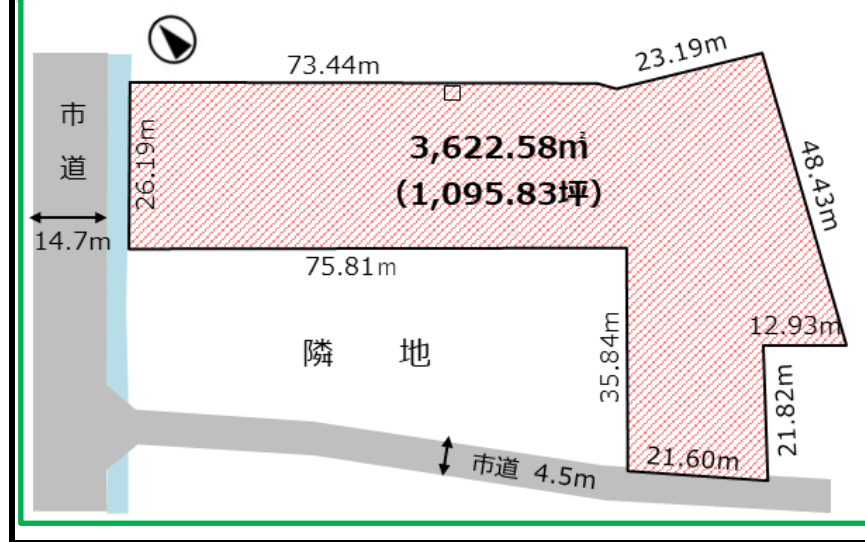 73.44m
23.19m
市
道
14.7m
26.19m
3,622.58㎡
(1,095.83坪)
48.43m
75.81m
12.93m
隣 地
35.84m
21.82m
21.60m
市道 4.5m